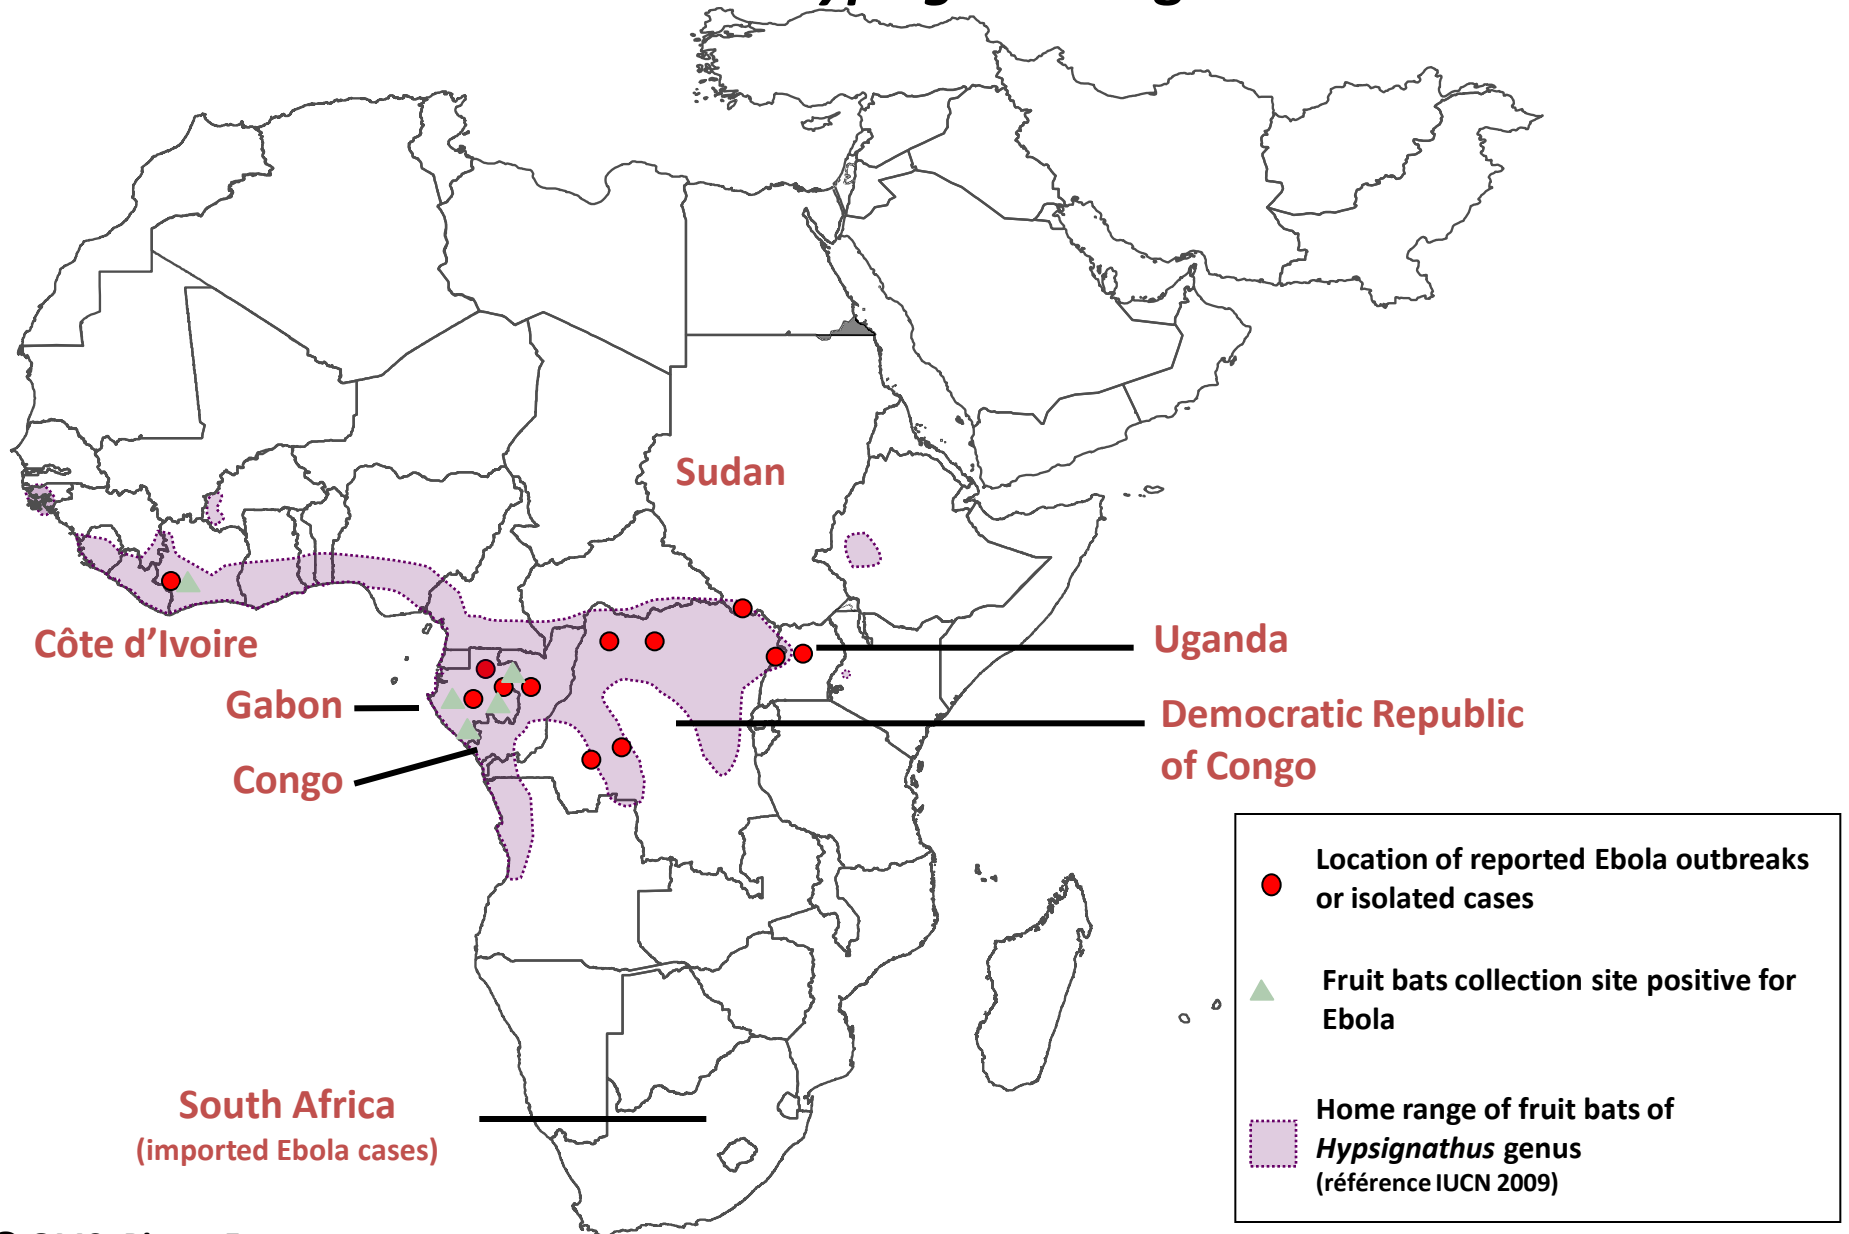 Sudan
Côte d’Ivoire
Uganda
Gabon
Democratic Republic
of Congo
Congo
Location of reported Ebola outbreaks
or isolated cases
Fruit bats collection site positive for
Ebola
South Africa
(imported Ebola cases)
Home range of fruit bats of
Hypsignathus genus
(référence IUCN 2009)